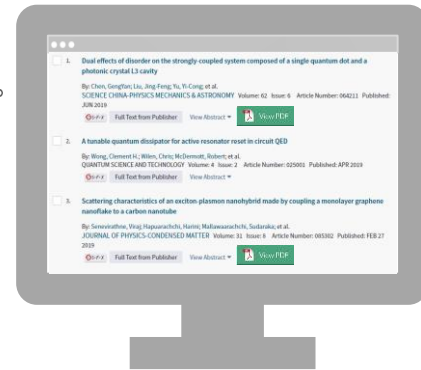 1. Dual effects of disorder on the strongly-coupled system composed of a single quantum dot and a
photonic crystal L3 cavity
By: Chen, GengYan; Liu, Jing-Feng; Yu, Yi-Cong; et al.
SCIENCE CHINA-PHYSICS MECHANICS & ASTRONOMY Volume: 62 Issue: 6 Article Number: 064211 Published:
JUN 2019
Full Text from Publisher View Abstract View PDF
2. A tunable quantum dissipator for active resonator reset in circuit QED
By: Wong, Clement H.; Wilen, Chris; McDermott, Robert; et al.
QUANTUM SCIENCE AND TECHNOLOGY Volume: 4 Issue: 2 Article Number: 025001 Published: APR 2019
Full Text from Publisher View Abstract
3. Scattering characteristics of an exciton-plasmon nanohybrid made by coupling a monolayer graphene
nanoflake to a carbon nanotube
By: Senevirathne, Viraj; Hapuarachchi, Harini; Mallawaarachchi, Sudaraka; et al.
JOURNAL OF PHYSICS-CONDENSED MATTER Volume: 31 Issue: 8 Article Number: 085302 Published: FEB 27
2019
Full Text from Publisher View Abstract View PDF